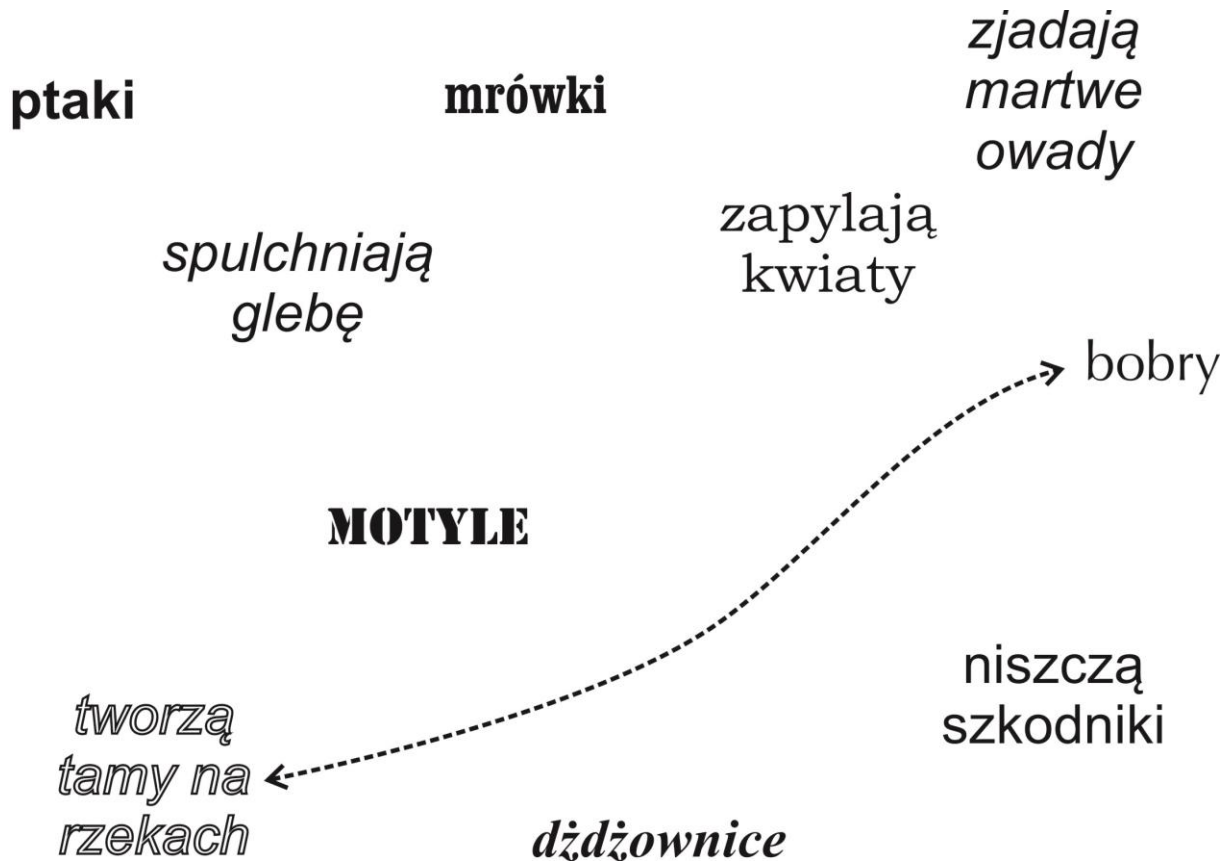 zjadają
martwe
owady
ptaki
mrówki
zapylają
kwiaty
spulchniają
glebę
bobry
MOTYLE
niszczą
szkodniki
tworzą
tamy na
rzekach
dżdżownice